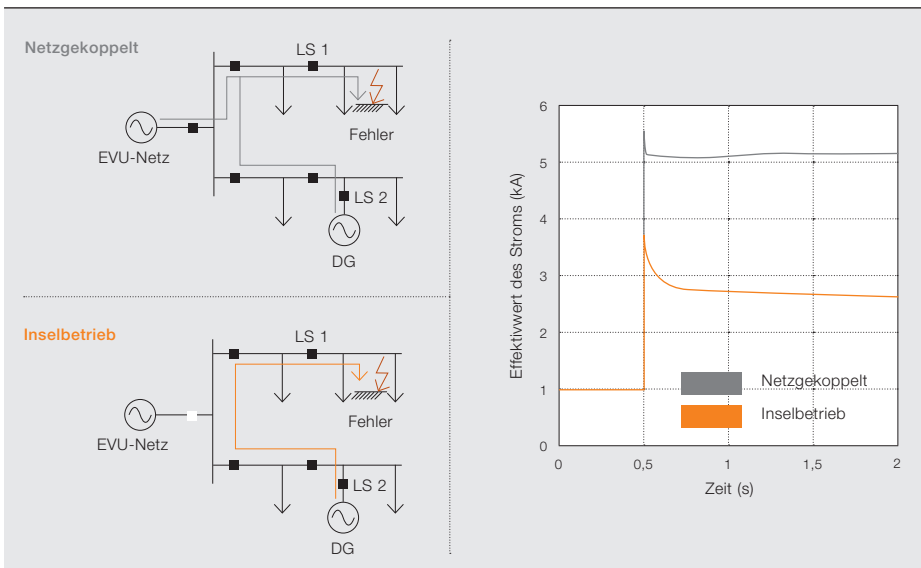 Netzgekoppelt
LS 1
Fehler
EVU-Netz
LS 2
DG
Inselbetrieb
LS 1
Fehler
EVU-Netz
LS 2
DG
Effektivwert des Stroms (kA)
6
5
4
3
2
1
0
Netzgekoppelt
Inselbetrieb
0
0,5
1
1,5
2
Zeit (s)